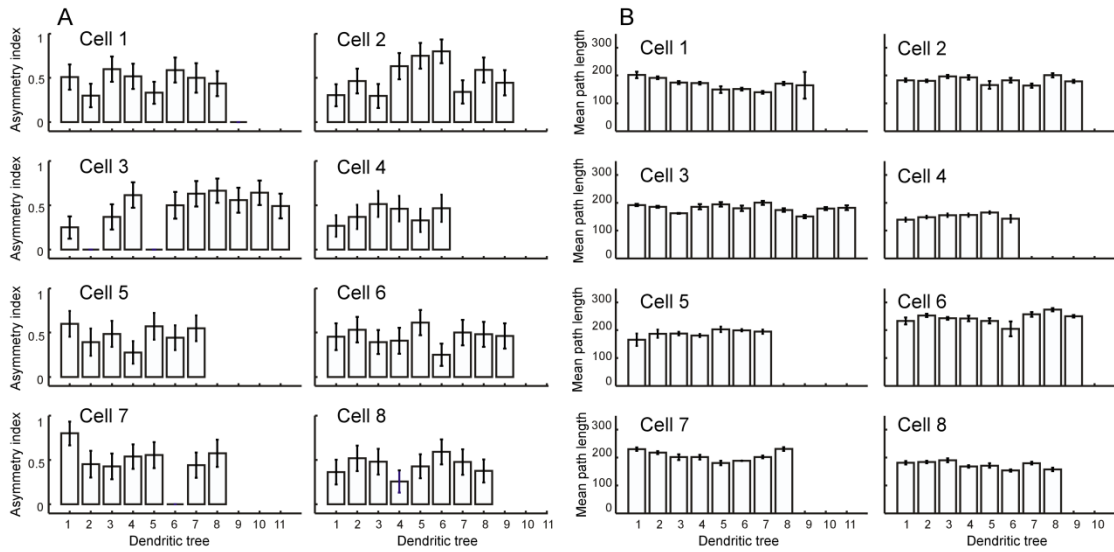 A
B
Cell 1
Asymmetry index
1
0.5
0
Cell 2
Cell 1
Mean path length
300
200
100
0
Cell 2
Cell 3
Asymmetry index
1
0.5
0
Cell 4
Cell 3
Mean path length
300
200
100
0
Cell 4
Cell 5
Asymmetry index
1
0.5
0
Cell 6
Cell 5
Mean path length
300
200
100
0
Cell 6
Cell 7
Asymmetry index
1
0.5
0
1 2 3 4 5 6 7 8 9 10 11
Dendritic tree
Cell 8
1 2 3 4 5 6 7 8 9 10 11
Dendritic tree
Cell 7
Mean path length
300
200
100
0
1 2 3 4 5 6 7 8 9 10 11
Dendritic tree
Cell 8
1 2 3 4 5 6 7 8 9 10
Dendritic tree